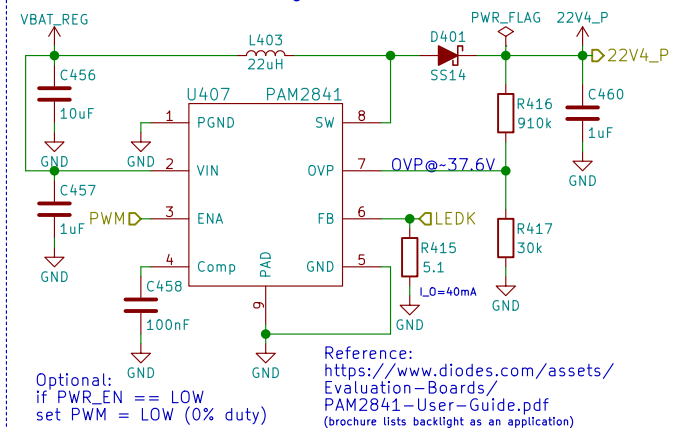 VBAT_REG
PWR_FLAG
22V4_P
L403
22uH
D401
SS14
22V4_P
C456
10uF
GND
U407
PAM2841
1
PGND
SW
8
GND
R416
910k
C460
1uF
GND
2
VIN
OVP
7
OVP@~37.6V
C457
1uF
GND
PWM
3
ENA
FB
6
LEDK
R415
5.1
I_O=40mA
GND
R417
30k
GND
4
Comp
PAD
GND
5
9
C458
100nF
GND
GND
Optional:
if PWR_EN == LOW
set PWM = LOW (0% duty)
Reference:
https://www.diodes.com/assets/
Evaluation-Boards/
PAM2841-User-Guide.pdf
(brochure lists backlight as an application)